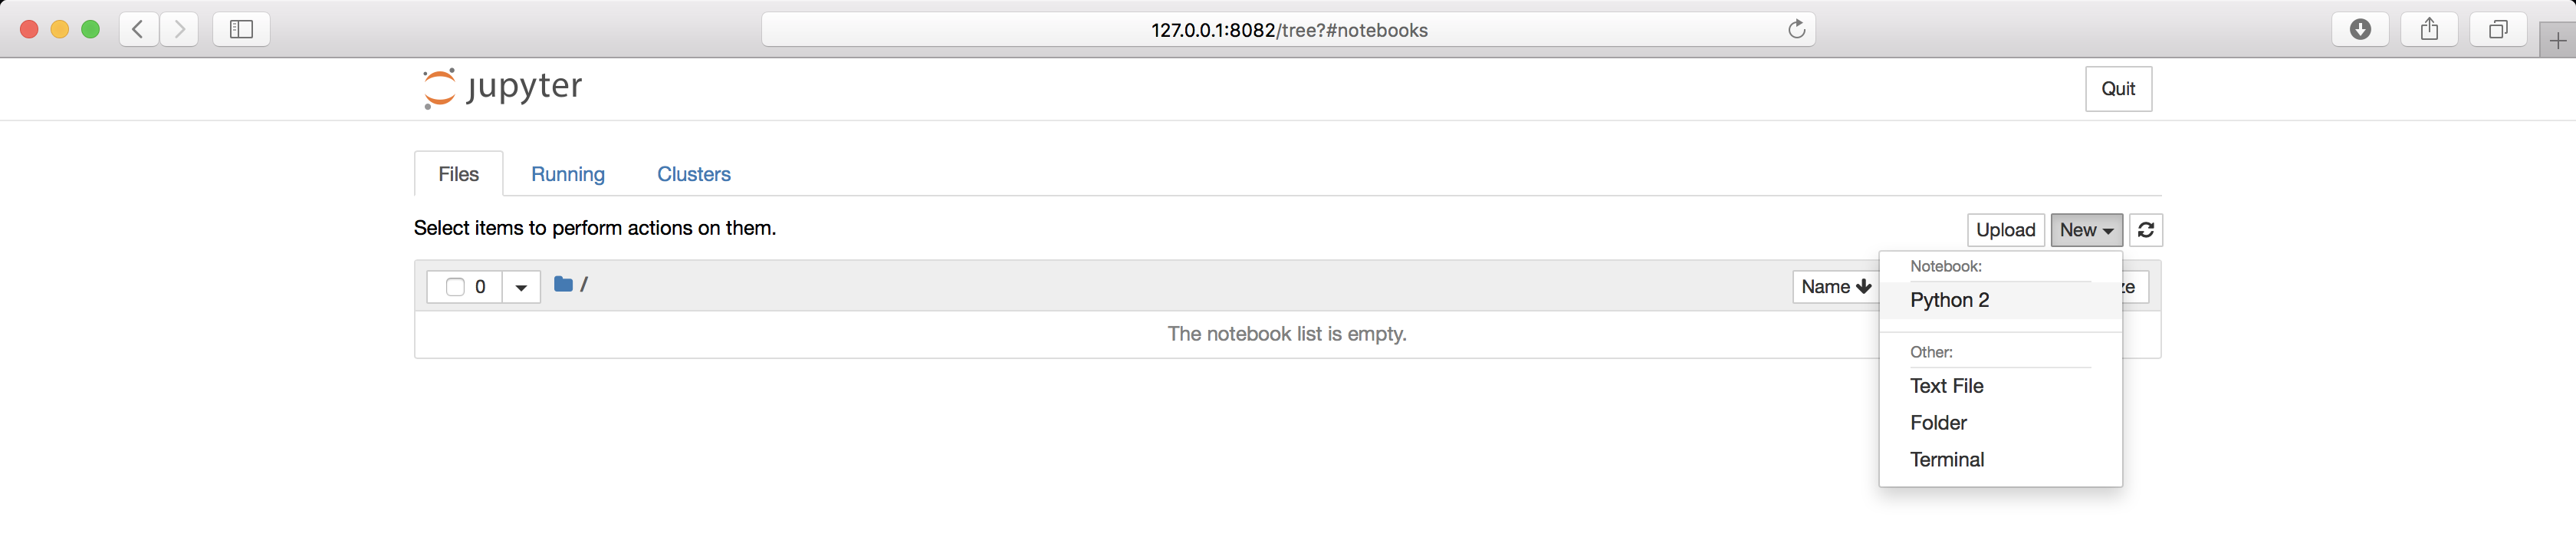 127.0.0.1:8082/tree?#notebooks
jupyter
Quit
Files Running Clusters
Select items to perform actions on them.
Upload New
0 /
Name
ze
The notebook list is empty.
Notebook:
Python 2
Other:
Text File
Folder
Terminal